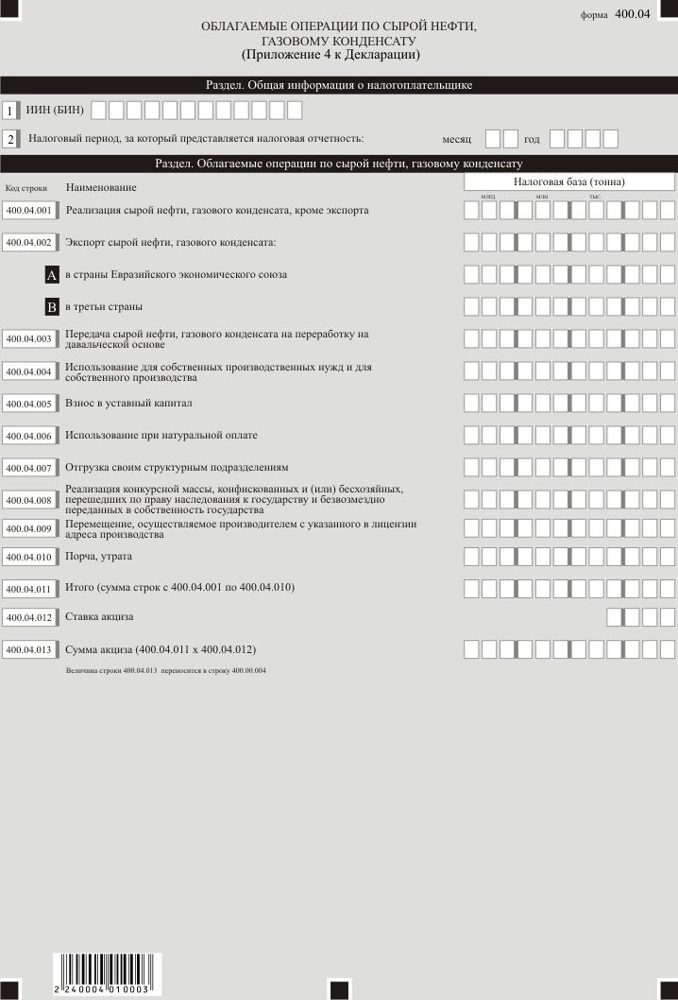 форма 400.04
ОБЛАГАЕМЫЕ ОПЕРАЦИИ ПО СЫРОЙ НЕФТИ,
ГАЗОВОМУ КОНДЕНСАТУ
(Приложение 4 к Декларации)
Раздел. Общая информация о налогоплательщике
1 ИИН (БИН)
2 Налоговый период, за который представляется налоговая отчетность: месяц год
Раздел. Облагаемые операции по сырой нефти, газовому конденсату
Код строки Наименование Налоговая база (тонна)
млрд. млн. тыс.
400.04.001 Реализация сырой нефти, газового конденсата, кроме экспорта
400.04.002 Экспорт сырой нефти, газового конденсата:
A в страны Евразийского экономического союза
B в третьи страны
400.04.003 Передача сырой нефти, газового конденсата на переработку на
давальческой основе
400.04.004 Использование для собственных производственных нужд и для
собственного производства
400.04.005 Взнос в уставный капитал
400.04.006 Использование при натуральной оплате
400.04.007 Отгрузка своим структурным подразделениям
400.04.008 Реализация конкурсной массы, конфискованных и (или) бесхозяйных,
перешедших по праву наследования к государству и безвозмездно
переданных в собственность государства
400.04.009 Перемещение, осуществляемое производителем с указанного в лицензии
адреса производства
400.04.010 Порча, утрата
400.04.011 Итого (сумма строк с 400.04.001 по 400.04.010)
400.04.012 Ставка акциза
400.04.013 Сумма акциза (400.04.011 х 400.04.012)
Величина строки 400.04.013 переносится в строку 400.00.004
2 240004 010003